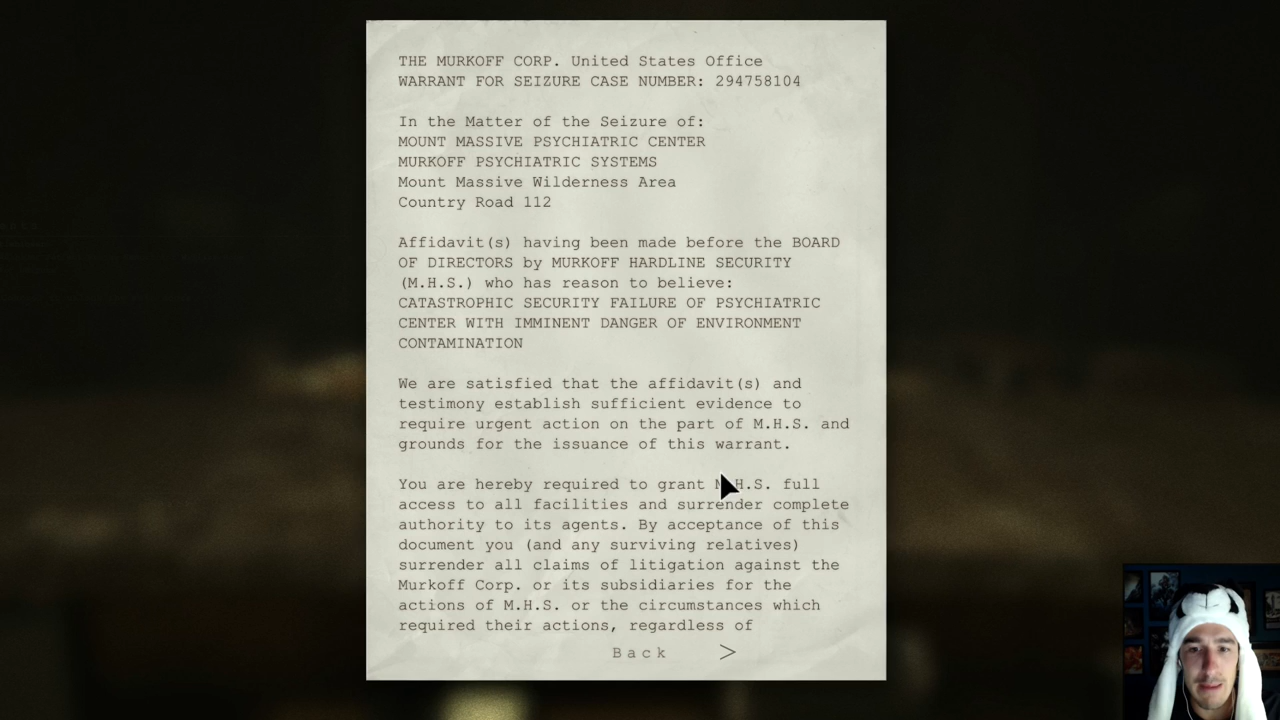 THE MURKOFF CORP. United States Office
WARRANT FOR SEIZURE CASE NUMBER: 294758104
In the Matter of the Seizure of:
MOUNT MASSIVE PSYCHIATRIC CENTER
MURKOFF PSYCHIATRIC SYSTEMS
Mount Massive Wilderness Area
Country Road 112
Affidavit(s) having been made before the BOARD
OF DIRECTORS by MURKOFF HARDLINE SECURITY
(M.H.S.) who has reason to believe:
CATASTROPHIC SECURITY FAILURE OF PSYCHIATRIC
CENTER WITH IMMINENT DANGER OF ENVIRONMENT
CONTAMINATION
We are satisfied that the affidavit(s) and
testimony establish sufficient evidence to
require urgent action on the part of M.H.S. and
grounds for the issuance of this warrant.
You are hereby required to grant M.H.S. full
access to all facilities and surrender complete
authority to its agents. By acceptance of this
document you (and any surviving relatives)
surrender all claims of litigation against the
Murkoff Corp. or its subsidiaries for the
actions of M.H.S. or the circumstances which
required their actions, regardless of
Back >